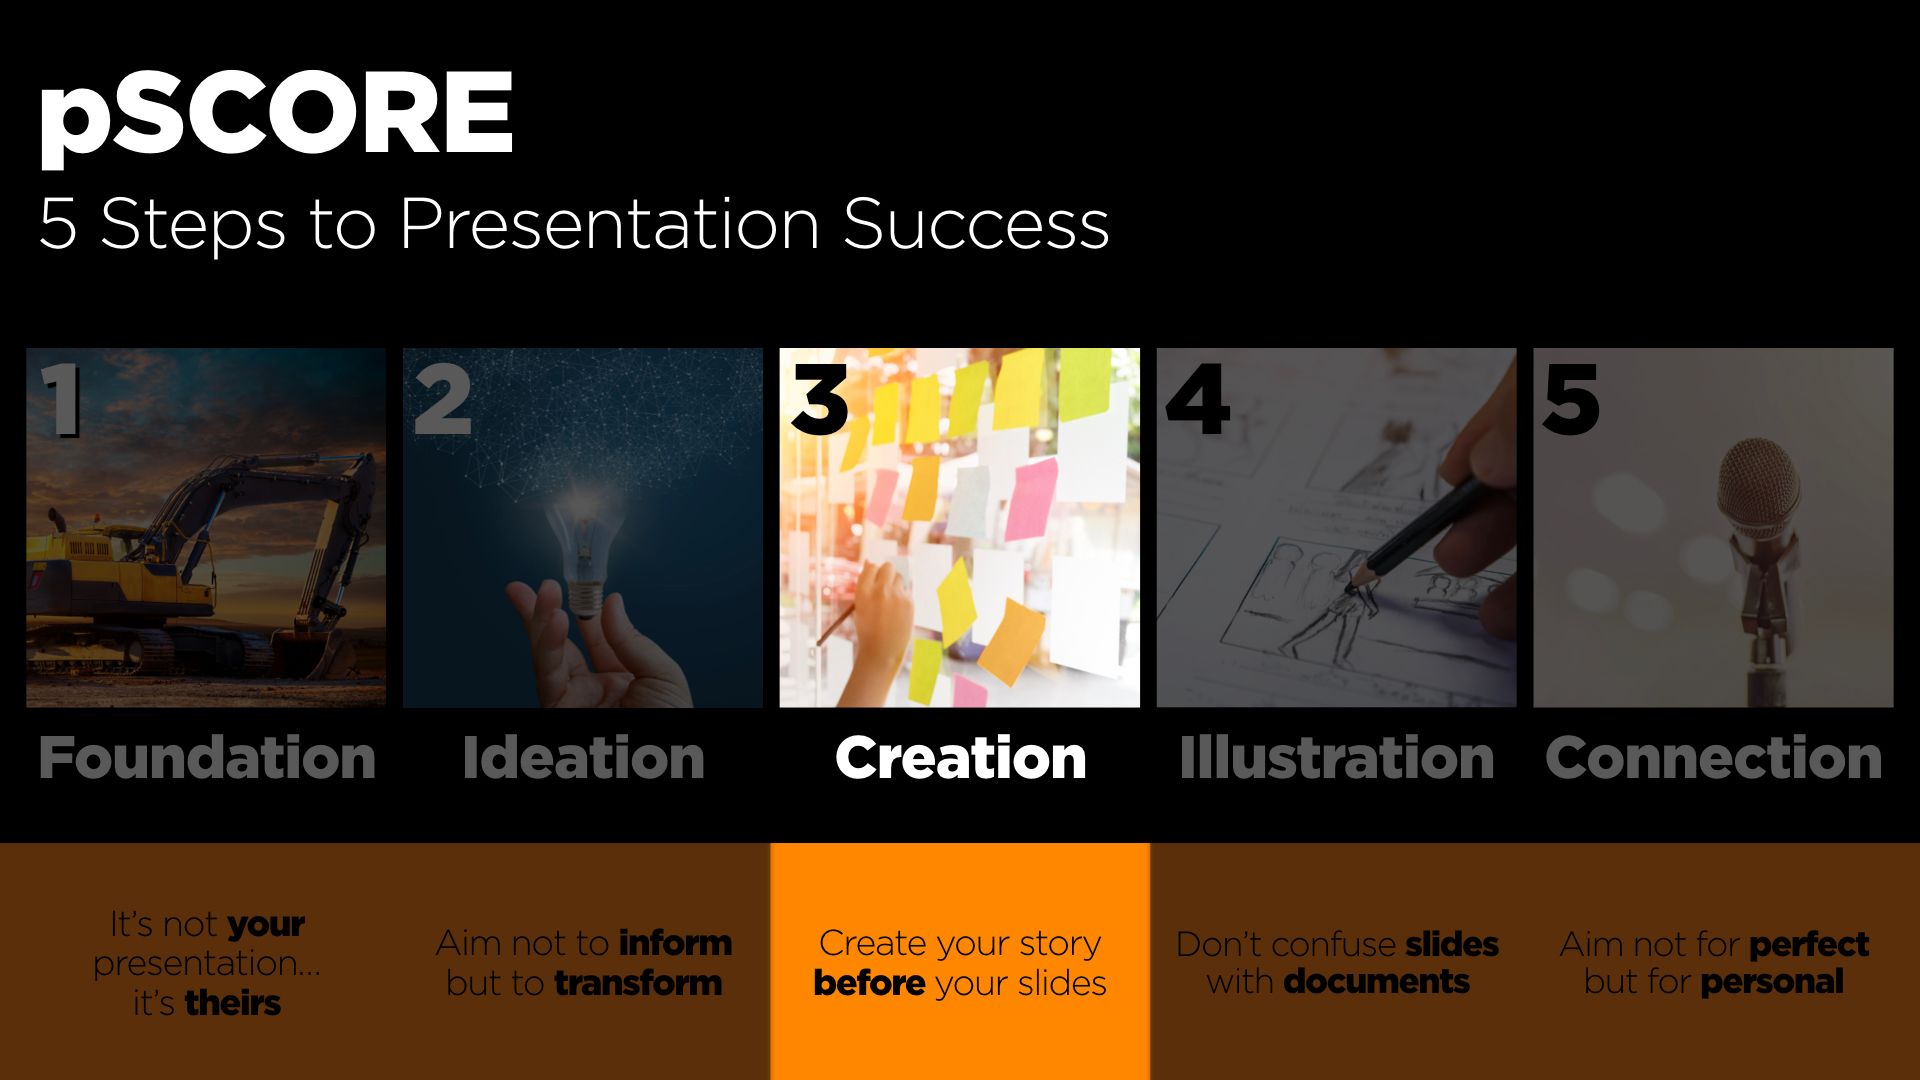 pSCORE
5 Steps to Presentation Success
1
2
3
4
5
Foundation
Ideation
Creation
Illustration
Connection
It's not your
presentation...
it's theirs
Aim not to inform
but to transform
Create your story
before your slides
Don't confuse slides
with documents
Aim not for perfect
but for personal